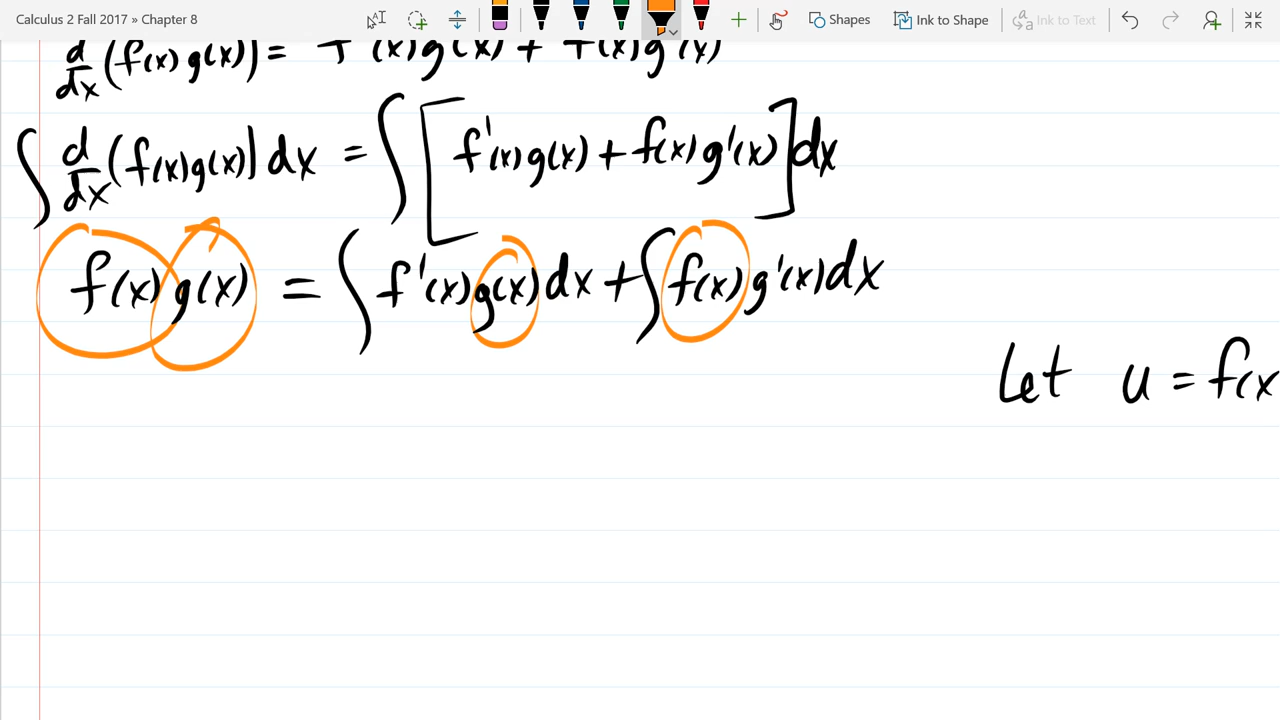 Calculus 2 Fall 2017 » Chapter 8
Shapes
Ink to Shape
Ink to Text
d/dx (f(x) g(x)) = f'(x)g(x) + f(x)g'(x)
∫ d/dx (f(x)g(x)) dx = ∫ [f'(x)g(x) + f(x)g'(x)] dx
f(x) g(x) = ∫ f'(x)g(x) dx + ∫ f(x) g'(x) dx
Let u = f(x